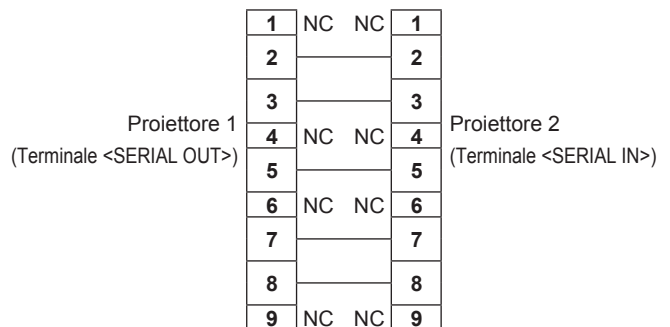 1 NC NC 1
2 2
3 3
Proiettore 1
(Terminale <SERIAL OUT>)
4 NC NC 4
Proiettore 2
(Terminale <SERIAL IN>)
5 5
6 NC NC 6
7 7
8 8
9 NC NC 9